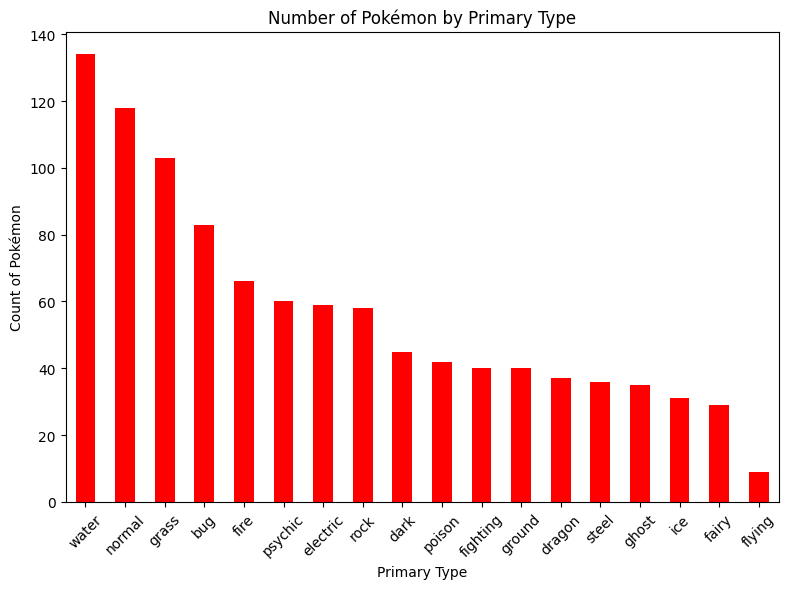 Number of Pokémon by Primary Type
140
120
100
80
60
40
20
0
Count of Pokémon
water
normal
grass
bug
fire
psychic
electric
rock
dark
poison
fighting
ground
dragon
steel
ghost
ice
fairy
flying
Primary Type